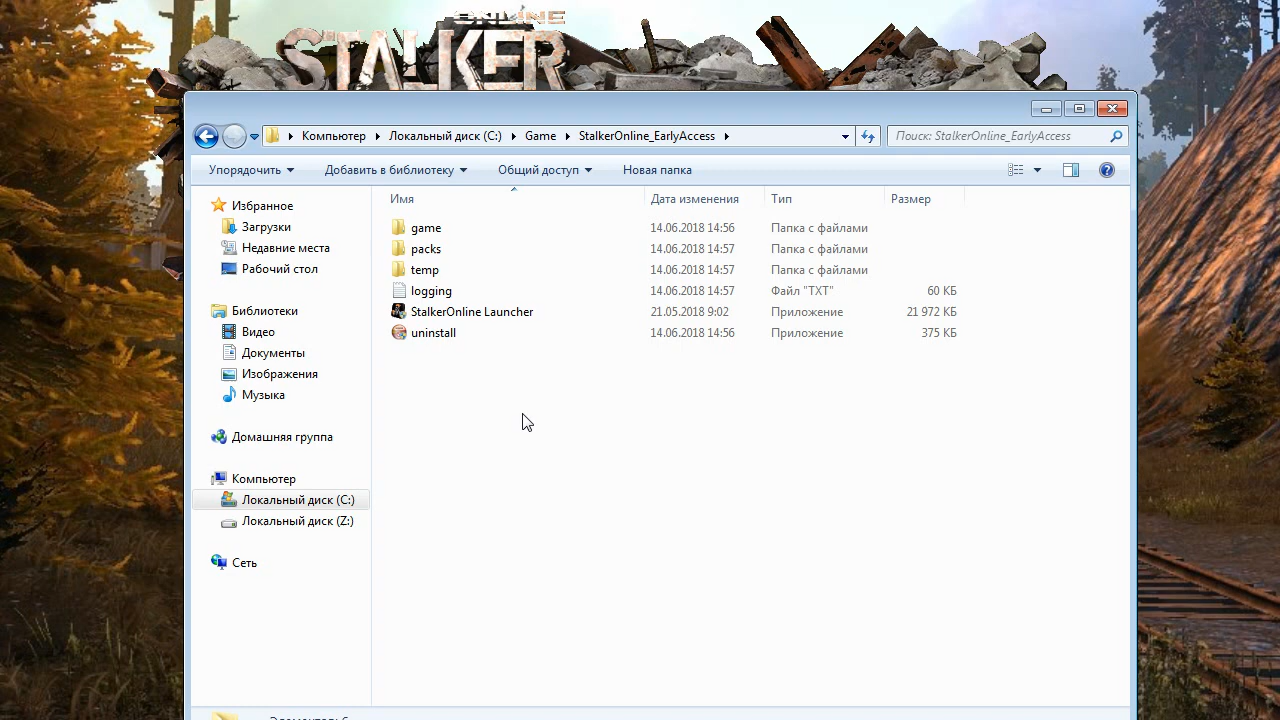 ONLINE
STALKER
Компьютер Локальный диск (C:) Game StalkerOnline_EarlyAccess Поиск: StalkerOnline_EarlyAccess
Упорядочить Добавить в библиотеку Общий доступ Новая папка
Имя Дата изменения Тип Размер
game 14.06.2018 14:56 Папка с файлами
packs 14.06.2018 14:57 Папка с файлами
temp 14.06.2018 14:57 Папка с файлами
logging 14.06.2018 14:57 Файл "TXT" 60 КБ
StalkerOnline Launcher 21.05.2018 9:02 Приложение 21 972 КБ
uninstall 14.06.2018 14:56 Приложение 375 КБ
Избранное
Загрузки
Недавние места
Рабочий стол
Библиотеки
Видео
Документы
Изображения
Музыка
Домашняя группа
Компьютер
Локальный диск (C:)
Локальный диск (Z:)
Сеть